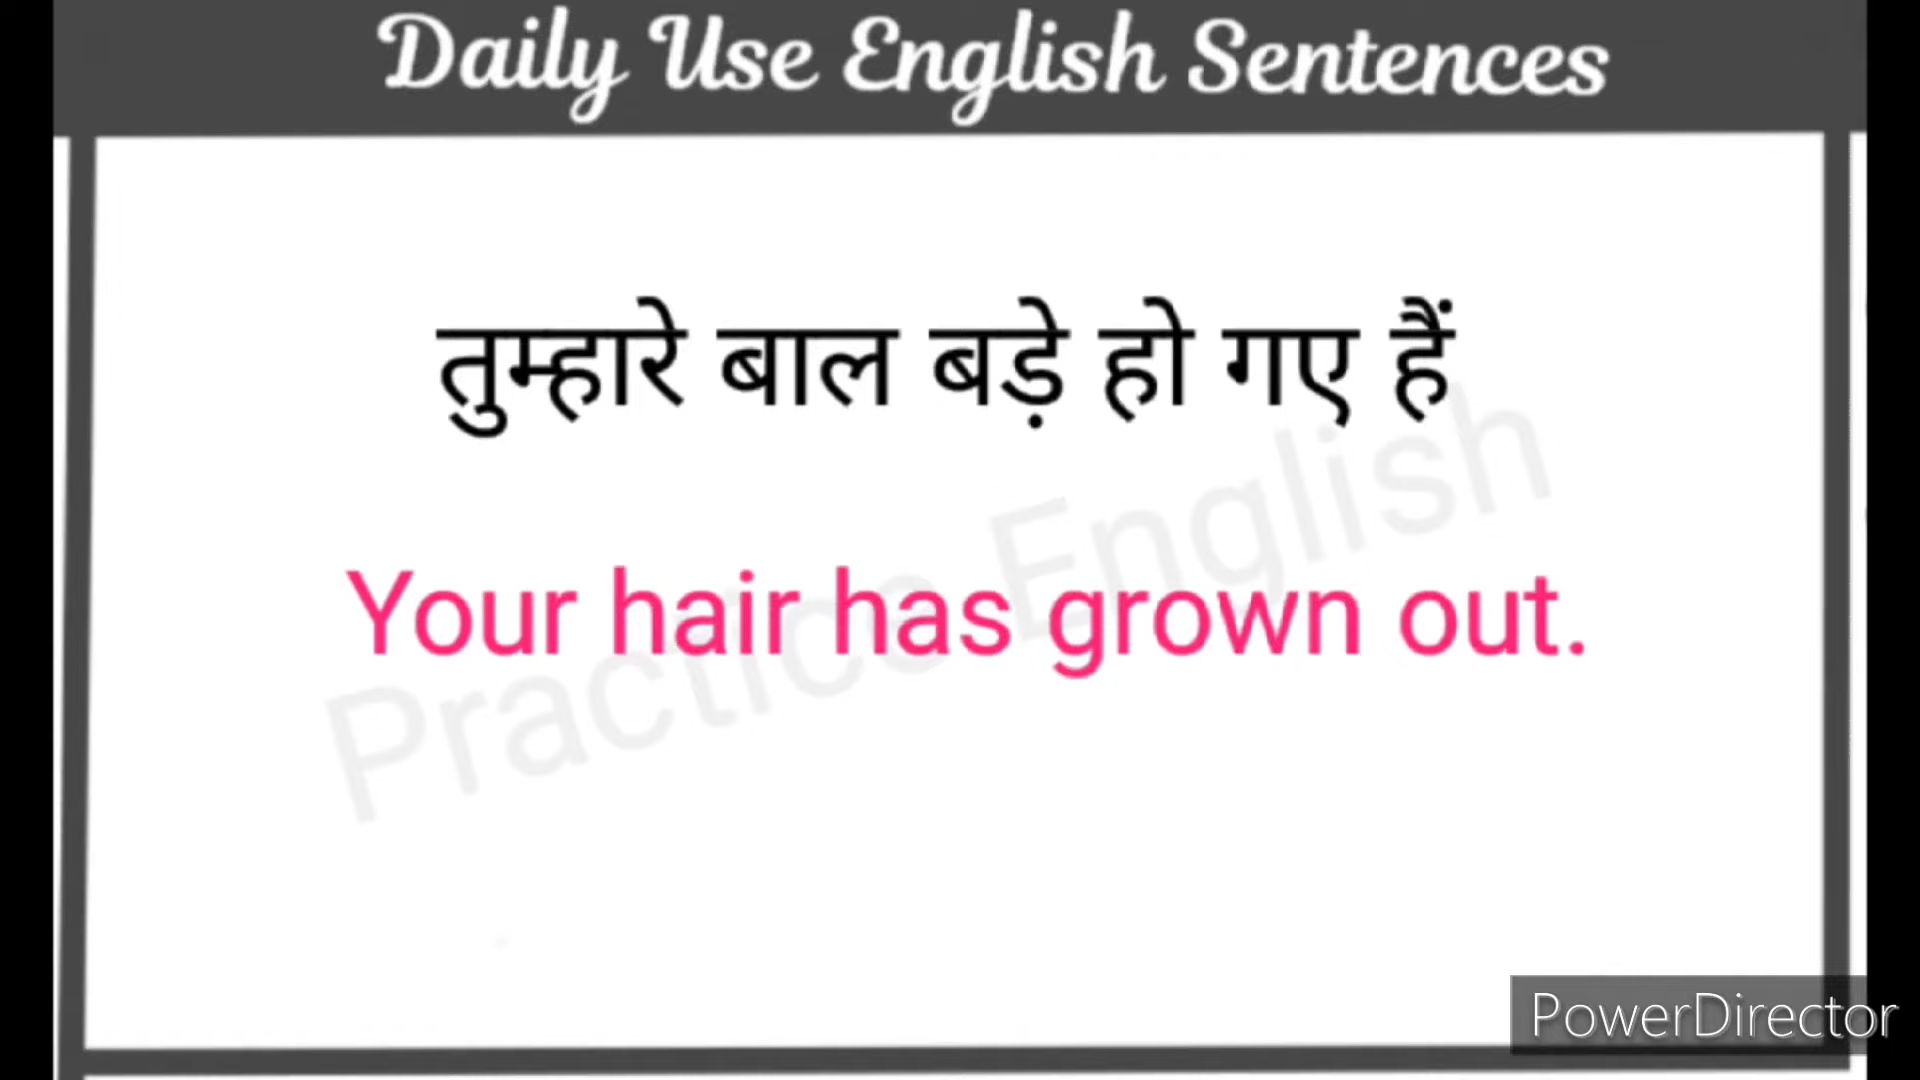 Daily Use English Sentences
तुम्हारे बाल बड़े हो गए हैं
Your hair has grown out.
Practice English
PowerDirector